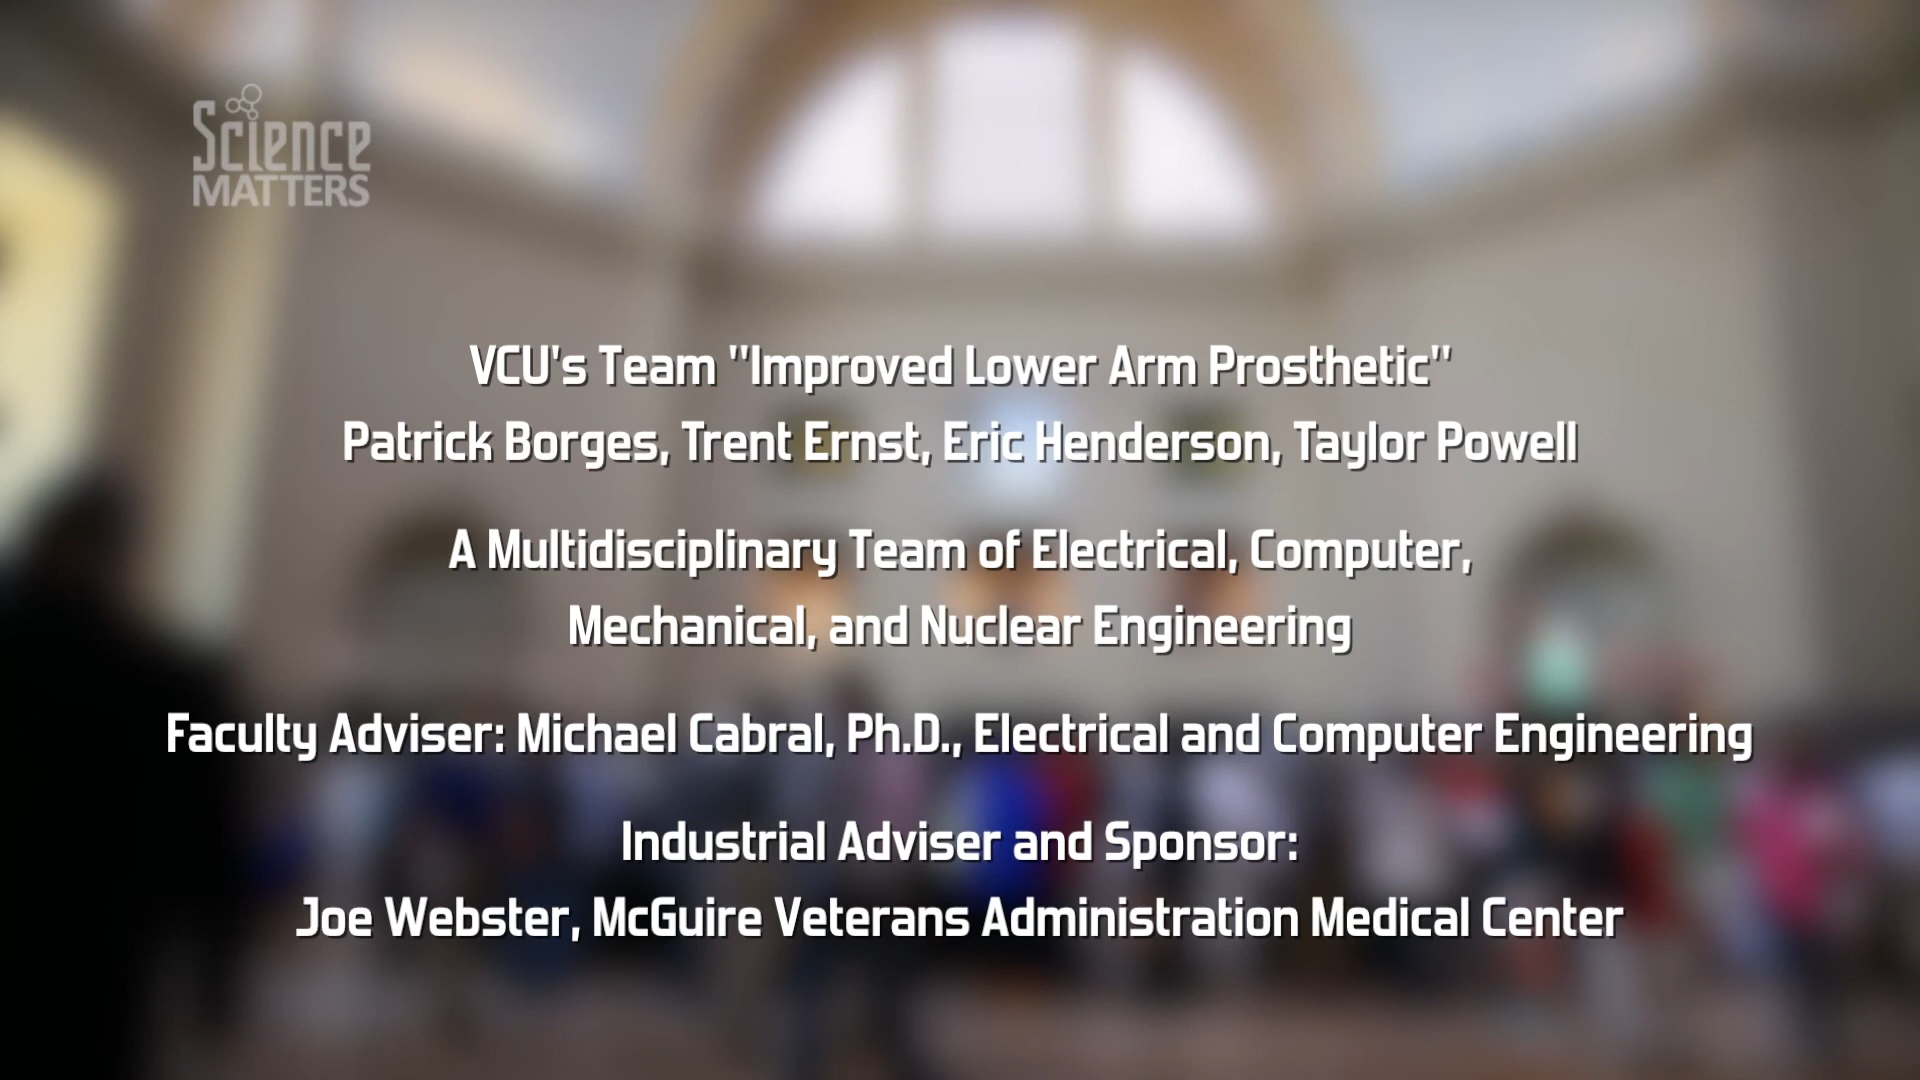 Science
MATTERS
VCU's Team "Improved Lower Arm Prosthetic"
Patrick Borges, Trent Ernst, Eric Henderson, Taylor Powell
A Multidisciplinary Team of Electrical, Computer,
Mechanical, and Nuclear Engineering
Faculty Adviser: Michael Cabral, Ph.D., Electrical and Computer Engineering
Industrial Adviser and Sponsor:
Joe Webster, McGuire Veterans Administration Medical Center